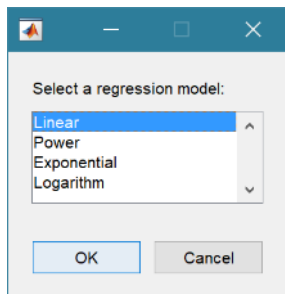 Select a regression model:
Linear
Power
Exponential
Logarithm
OK
Cancel